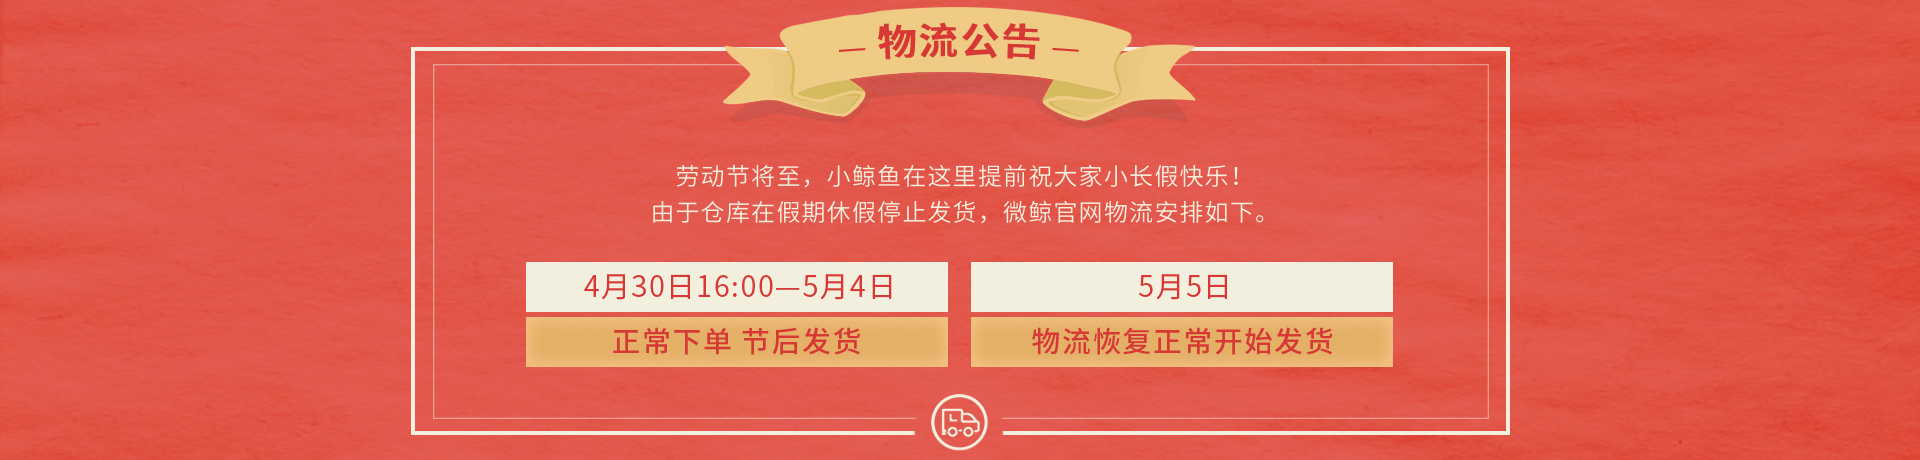 — 物流公告 —
劳动节将至，小鲸鱼在这里提前祝大家小长假快乐！
由于仓库在假期休假停止发货，微鲸官网物流安排如下。
4月30日16:00—5月4日
正常下单 节后发货
5月5日
物流恢复正常开始发货